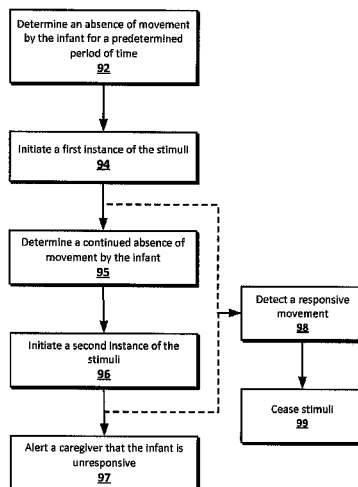 Determine an absence of movement
by the infant for a predetermined
period of time
92
Initiate a first instance of the stimuli
94
Determine a continued absence of
movement by the infant
95
Initiate a second instance of the
stimuli
96
Alert a caregiver that the infant is
unresponsive
97
Detect a responsive
movement
98
Cease stimuli
99